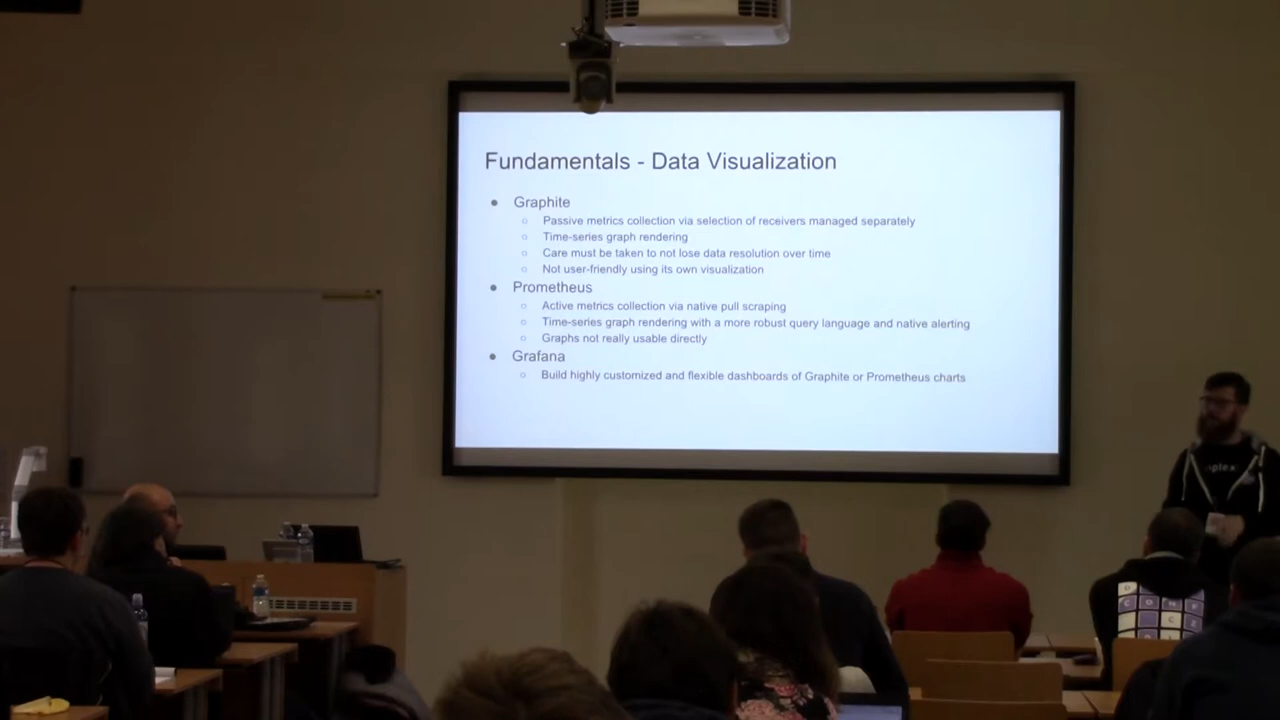 Fundamentals - Data Visualization
● Graphite
○ Passive metrics collection via selection of receivers managed separately
○ Time-series graph rendering
○ Care must be taken to not lose data resolution over time
○ Not user-friendly using its own visualization
● Prometheus
○ Active metrics collection via native pull scraping
○ Time-series graph rendering with a more robust query language and native alerting
○ Graphs not really usable directly
● Grafana
○ Build highly customized and flexible dashboards of Graphite or Prometheus charts
plex
D
C O N F
C Z